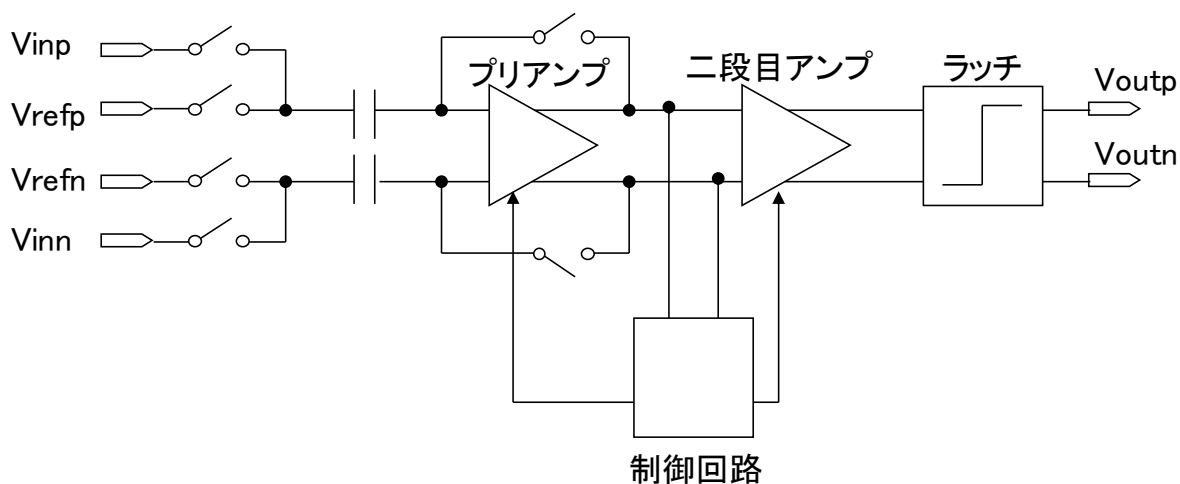 Vinp
Vrefp
Vrefn
Vinn
プリアンプ
二段目アンプ
ラッチ
Voutp
Voutn
制御回路